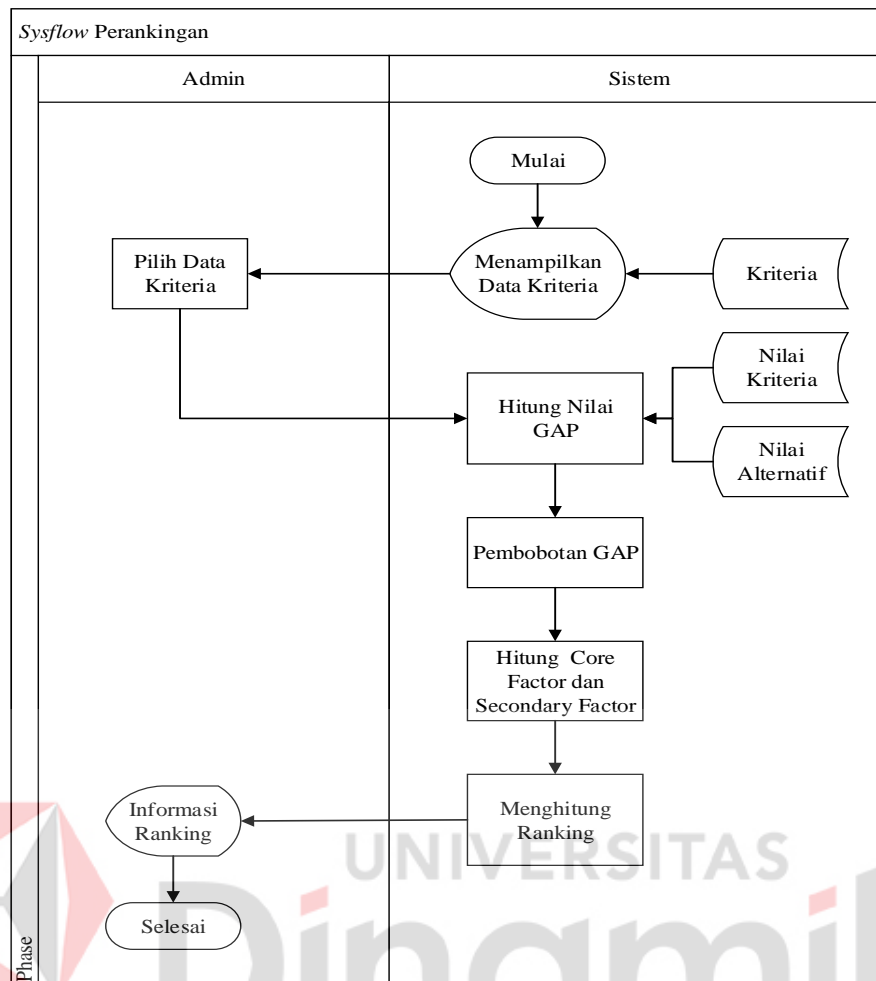 Sysflow Perankingan
Admin
Sistem
Mulai
Pilih Data
Kriteria
Menampilkan
Data Kriteria
Kriteria
Nilai
Kriteria
Hitung Nilai
GAP
Nilai
Alternatif
Pembobotan GAP
Hitung Core
Factor dan
Secondary Factor
Informasi
Ranking
Menghitung
Ranking
UNIVERSITAS
Selesai
Dinamik
Phase